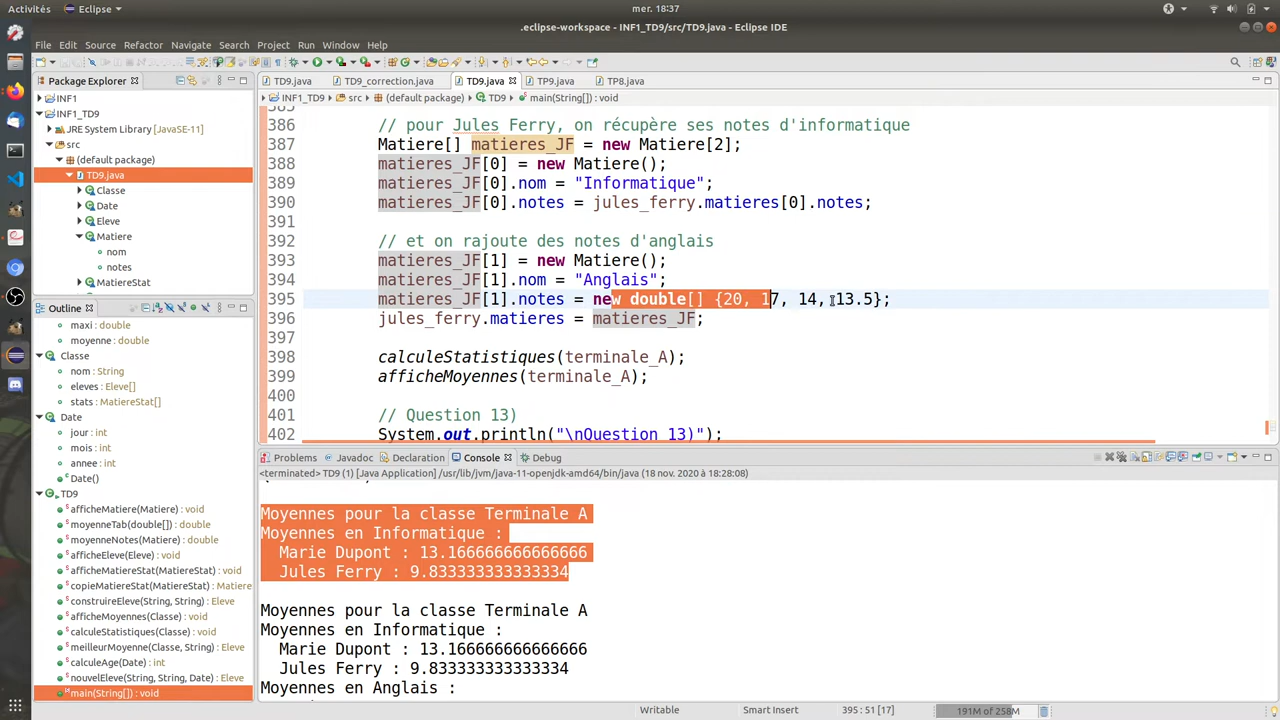 Activités
Eclipse
mer. 18:37
.eclipse-workspace - INF1_TD9/src/TD9.java - Eclipse IDE
File Edit Source Refactor Navigate Search Project Run Window Help
Package Explorer
TD9.java TD9_correction.java TD9.java TP9.java TP8.java
INF1_TD9 src (default package) TD9 main(String[]) : void
INF1
INF1_TD9
JRE System Library [JavaSE-11]
src
(default package)
TD9.java
Classe
Date
Eleve
Matiere
nom
notes
MatiereStat
386 // pour Jules Ferry, on récupère ses notes d'informatique
387 Matiere[] matieres_JF = new Matiere[2];
388 matieres_JF[0] = new Matiere();
389 matieres_JF[0].nom = "Informatique";
390 matieres_JF[0].notes = jules_ferry.matieres[0].notes;
391
392 // et on rajoute des notes d'anglais
393 matieres_JF[1] = new Matiere();
394 matieres_JF[1].nom = "Anglais";
395 matieres_JF[1].notes = new double[] {20, 17, 14, 13.5};
396 jules_ferry.matieres = matieres_JF;
397
398 calculeStatistiques(terminale_A);
399 afficheMoyennes(terminale_A);
400
401 // Question 13)
402 System.out.println("\nQuestion 13)");
Outline
maxi : double
moyenne : double
Classe
nom : String
eleves : Eleve[]
stats : MatiereStat[]
Date
jour : int
mois : int
annee : int
Date()
TD9
afficheMatiere(Matiere) : void
moyenneTab(double[]) : double
moyenneNotes(Matiere) : double
afficheEleve(Eleve) : void
afficheMatiereStat(MatiereStat) : void
copieMatiereStat(MatiereStat) : Matiere
construireEleve(String, String) : Eleve
afficheMoyennes(Classe) : void
calculeStatistiques(Classe) : void
meilleurMoyenne(Classe, String) : Eleve
calculeAge(Date) : int
nouvelEleve(String, String, Date) : Eleve
main(String[]) : void
Problems Javadoc Declaration Console Debug
<terminated> TD9 (1) [Java Application] /usr/lib/jvm/java-11-openjdk-amd64/bin/java (18 nov. 2020 à 18:28:08)
Moyennes pour la classe Terminale A
Moyennes en Informatique :
Marie Dupont : 13.166666666666666
Jules Ferry : 9.833333333333334
Moyennes pour la classe Terminale A
Moyennes en Informatique :
Marie Dupont : 13.166666666666666
Jules Ferry : 9.833333333333334
Moyennes en Anglais :
Writable Smart Insert 395 : 51 [17] 191M of 258M